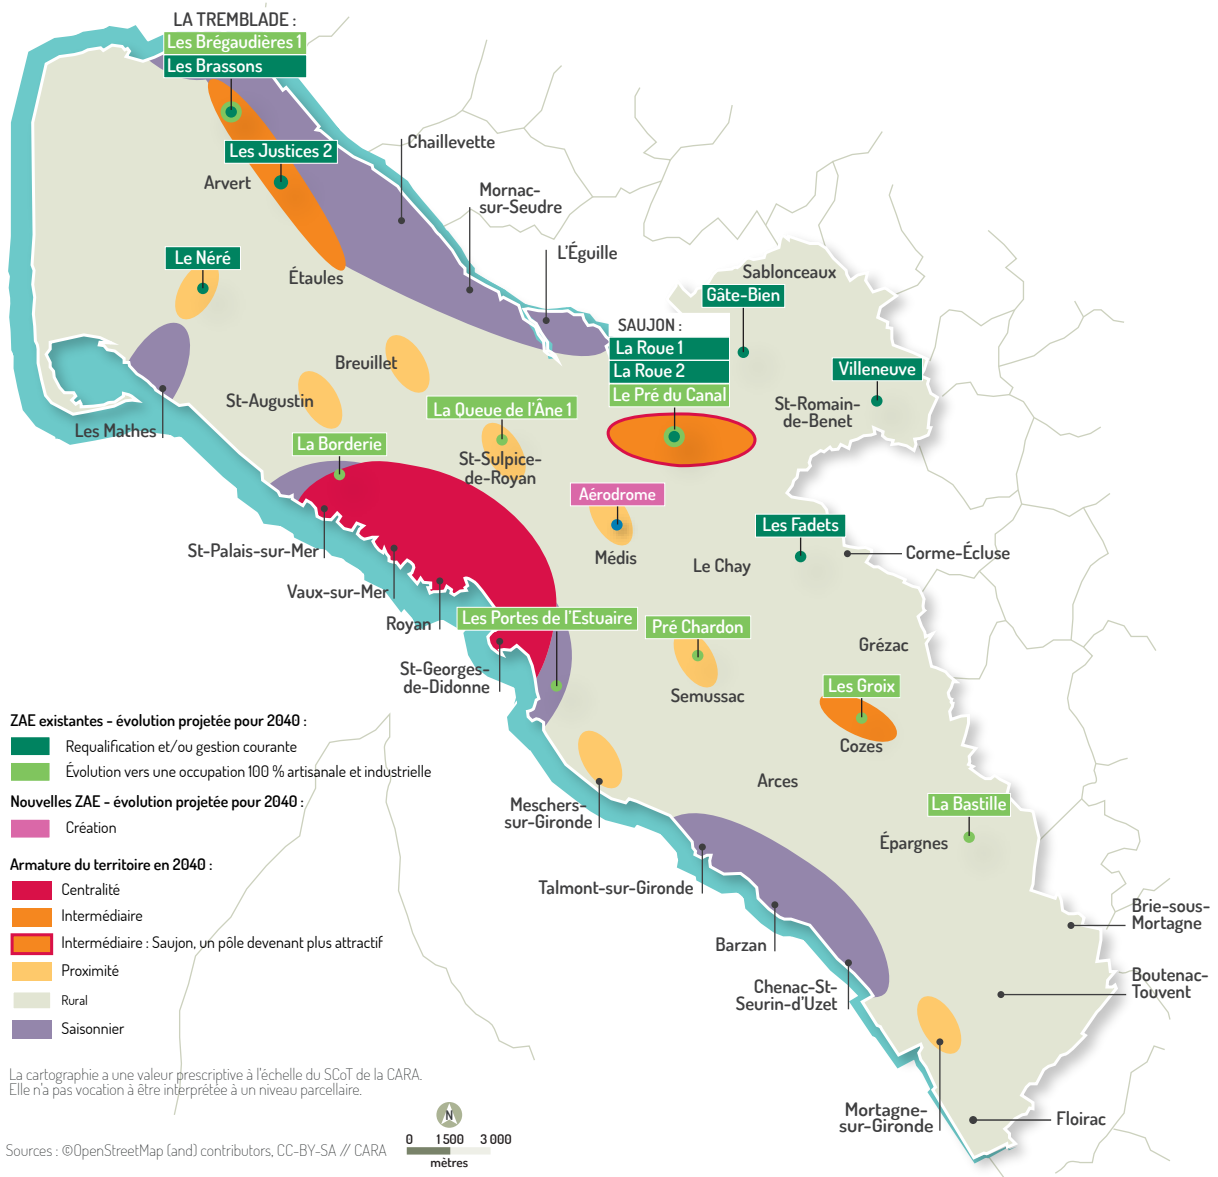 LA TREMBLADE :
Les Brégaudières 1
Les Brassons
Les Justices 2
Arvert
Chaillevette
Mornac-
sur-Seudre
L'Éguille
Le Néré
Étaules
Sablonceaux
Gâte-Bien
SAUJON :
La Roue 1
La Roue 2
Le Pré du Canal
Villeneuve
St-Romain-
de-Benet
Breuillet
St-Augustin
Les Mathes
La Queue de l'Âne 1
St-Sulpice-
de-Royan
La Borderie
Aérodrome
Médis
Les Fadets
Corme-Écluse
Le Chay
St-Palais-sur-Mer
Vaux-sur-Mer
Royan
Les Portes de l'Estuaire
Pré Chardon
Grézac
St-Georges-
de-Didonne
Semussac
Les Groix
Cozes
Arces
Meschers-
sur-Gironde
La Bastille
Épargnes
Talmont-sur-Gironde
Barzan
Chenac-St-
Seurin-d'Uzet
Brie-sous-
Mortagne
Boutenac-
Touvent
Mortagne-
sur-Gironde
Floirac
ZAE existantes - évolution projetée pour 2040 :
Requalification et/ou gestion courante
Évolution vers une occupation 100 % artisanale et industrielle
Nouvelles ZAE - évolution projetée pour 2040 :
Création
Armature du territoire en 2040 :
Centralité
Intermédiaire
Intermédiaire : Saujon, un pôle devenant plus attractif
Proximité
Rural
Saisonnier
La cartographie a une valeur prescriptive à l'échelle du SCoT de la CARA.
Elle n'a pas vocation à être interprétée à un niveau parcellaire.
Sources : ©OpenStreetMap (and) contributors, CC-BY-SA // CARA
N
0 1 500 3 000
mètres